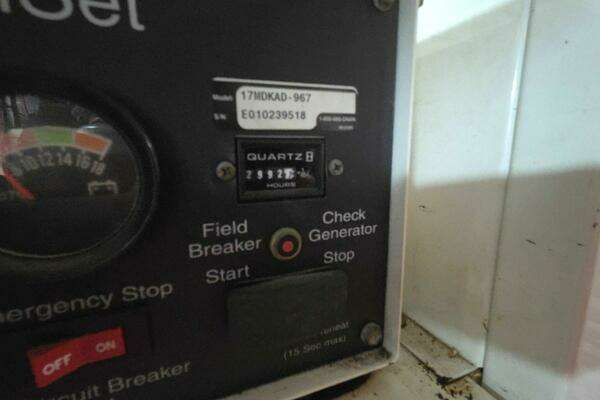 Set
Model: 17MDKAD-967
S/N: E010239518
QUARTZ
HOURS
10 12 14 16 18
Field Breaker
Check Generator
Start
Stop
Emergency Stop
OFF ON
(15 Sec max)
Circuit Breaker